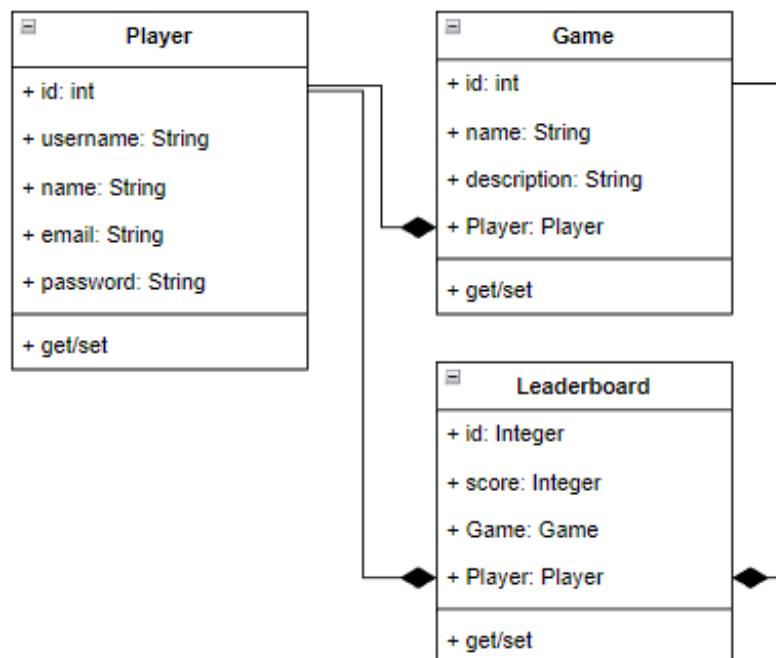 Player
+ id: int
+ username: String
+ name: String
+ email: String
+ password: String
+ get/set
Game
+ id: int
+ name: String
+ description: String
+ Player: Player
+ get/set
Leaderboard
+ id: Integer
+ score: Integer
+ Game: Game
+ Player: Player
+ get/set